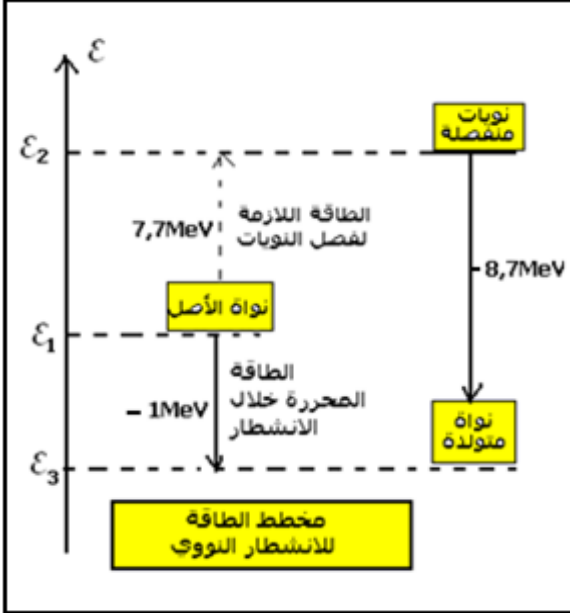 ℰ
نويات
منفصلة
ℰ2
7,7MeV
الطاقة اللازمة
لفصل النويات
- 8,7MeV
نواة الأصل
ℰ1
- 1MeV
الطاقة
المحررة خلال
الانشطار
نواة
متولدة
ℰ3
مخطط الطاقة
للانشطار النووي